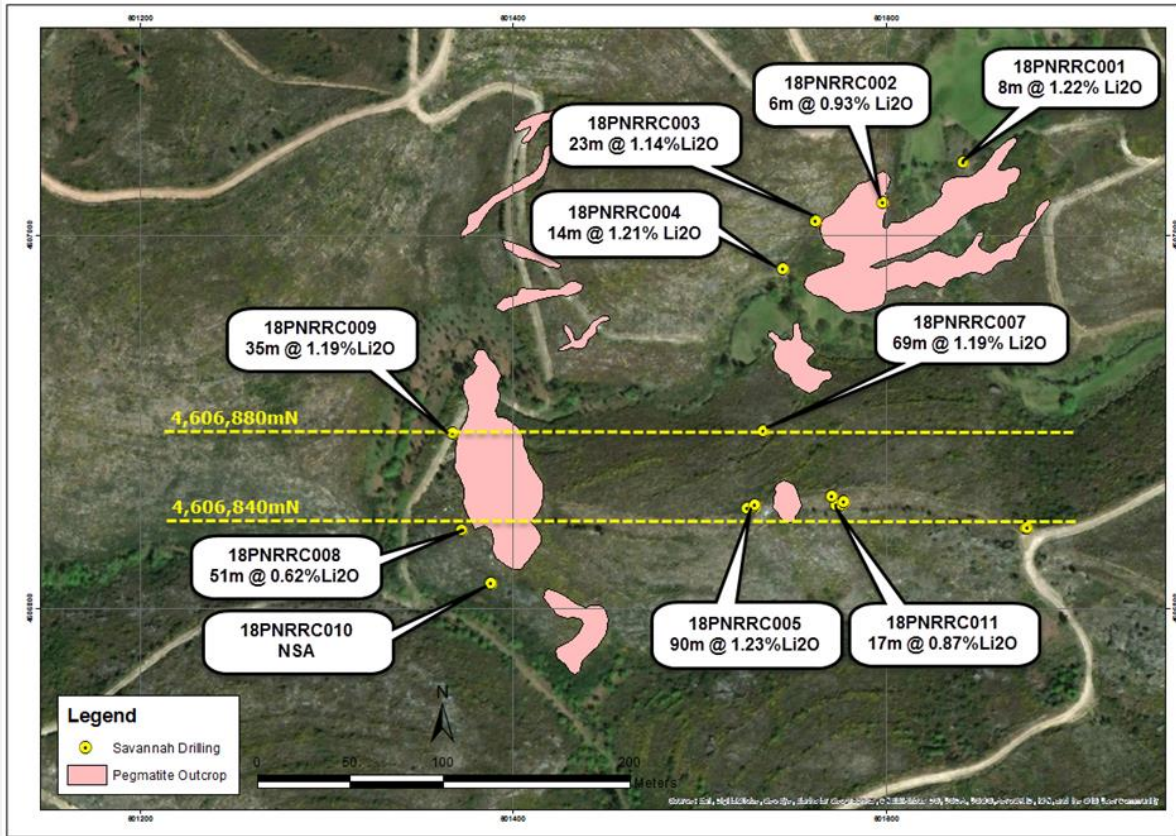 601200
601400
601600
18PNRRC001
8m @ 1.22% Li2O
18PNRRC002
6m @ 0.93% Li2O
18PNRRC003
23m @ 1.14%Li2O
18PNRRC004
14m @ 1.21% Li2O
18PNRRC009
35m @ 1.19%Li2O
18PNRRC007
69m @ 1.19% Li2O
4,606,880mN
4,606,840mN
18PNRRC008
51m @ 0.62%Li2O
18PNRRC010
NSA
18PNRRC005
90m @ 1.23%Li2O
18PNRRC011
17m @ 0.87%Li2O
N
Legend
Savannah Drilling
Pegmatite Outcrop
0 50 100 200
Meters
601200
601400
601600